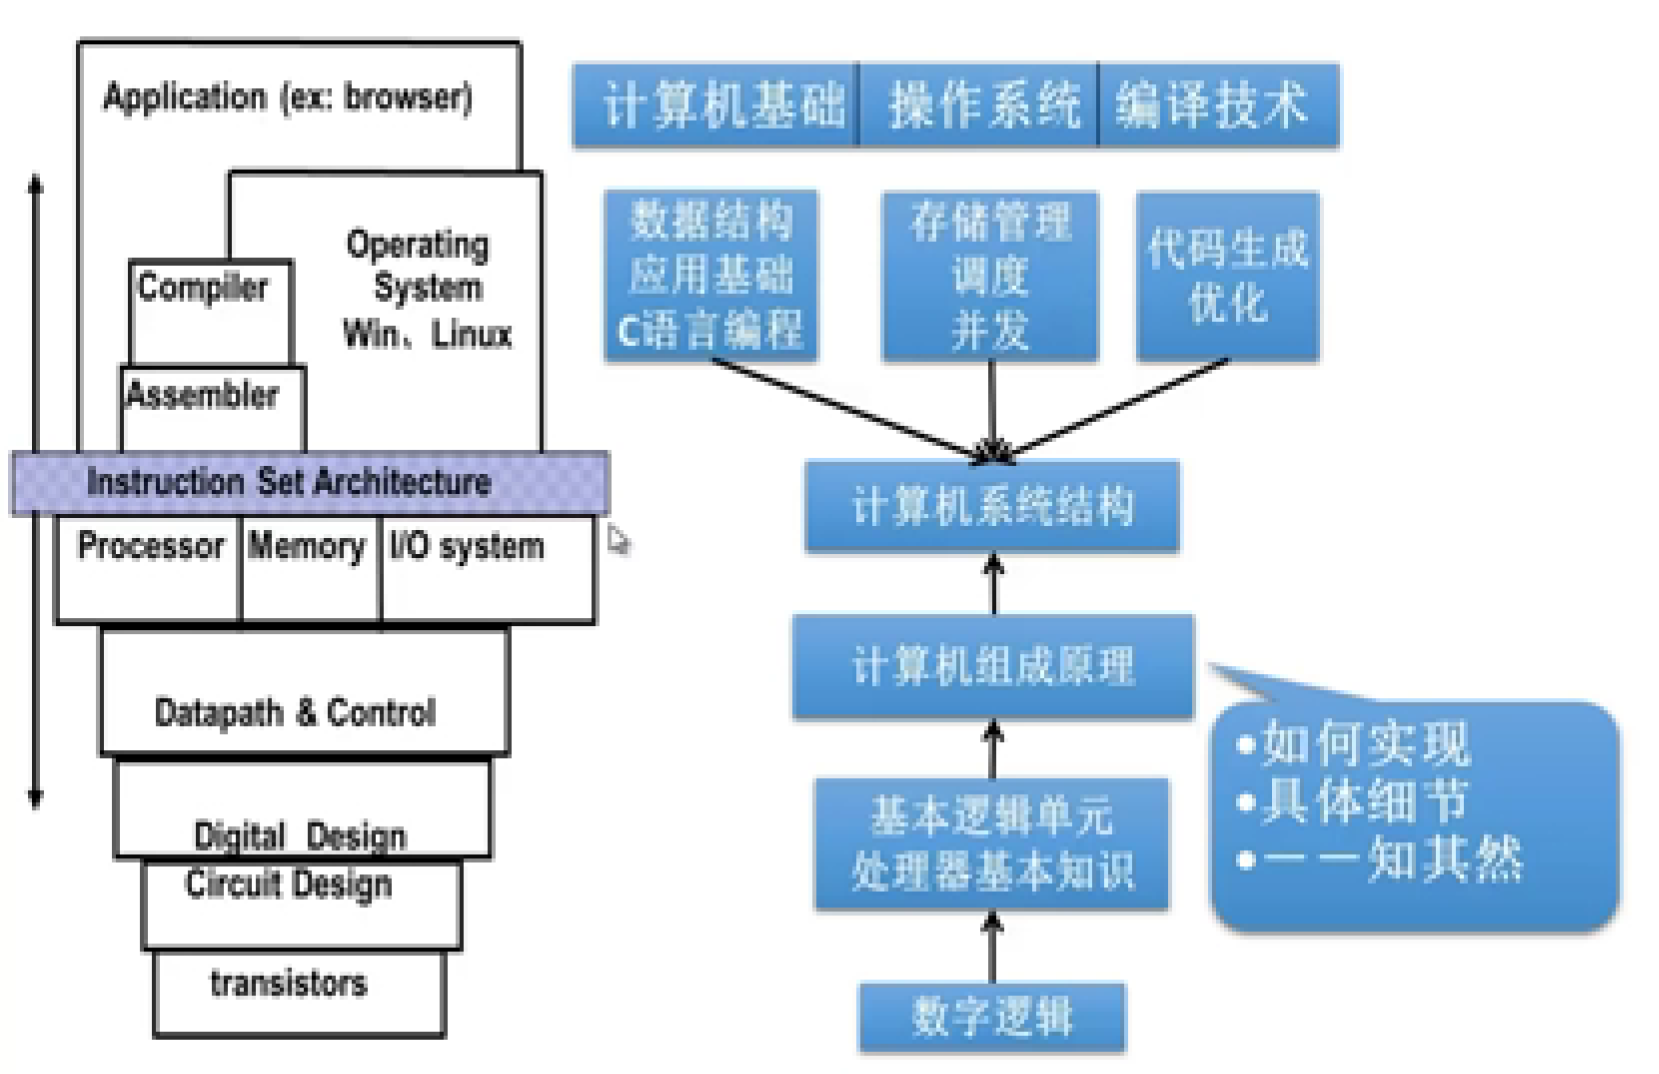 Application (ex: browser)
Operating
System
Win、Linux
Compiler
Assembler
Instruction Set Architecture
Processor
Memory
I/O system
Datapath & Control
Digital Design
Circuit Design
transistors
计算机基础
操作系统
编译技术
数据结构
应用基础
C语言编程
存储管理
调度
并发
代码生成
优化
计算机系统结构
计算机组成原理
•如何实现
•具体细节
•——知其然
基本逻辑单元
处理器基本知识
数字逻辑